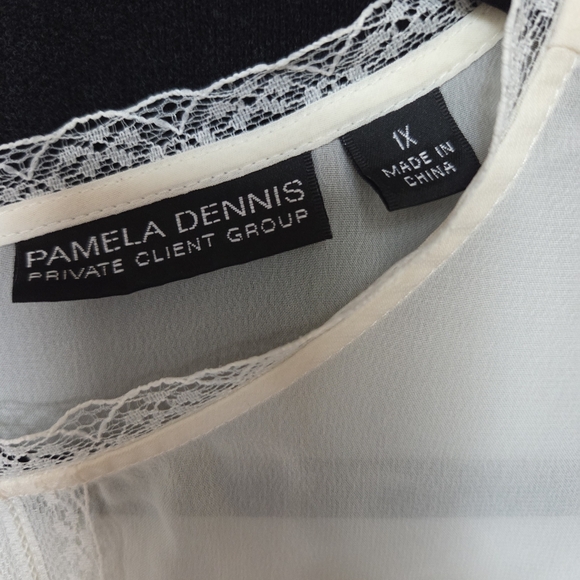 PAMELA DENNIS
PRIVATE CLIENT GROUP
1X
MADE IN
CHINA